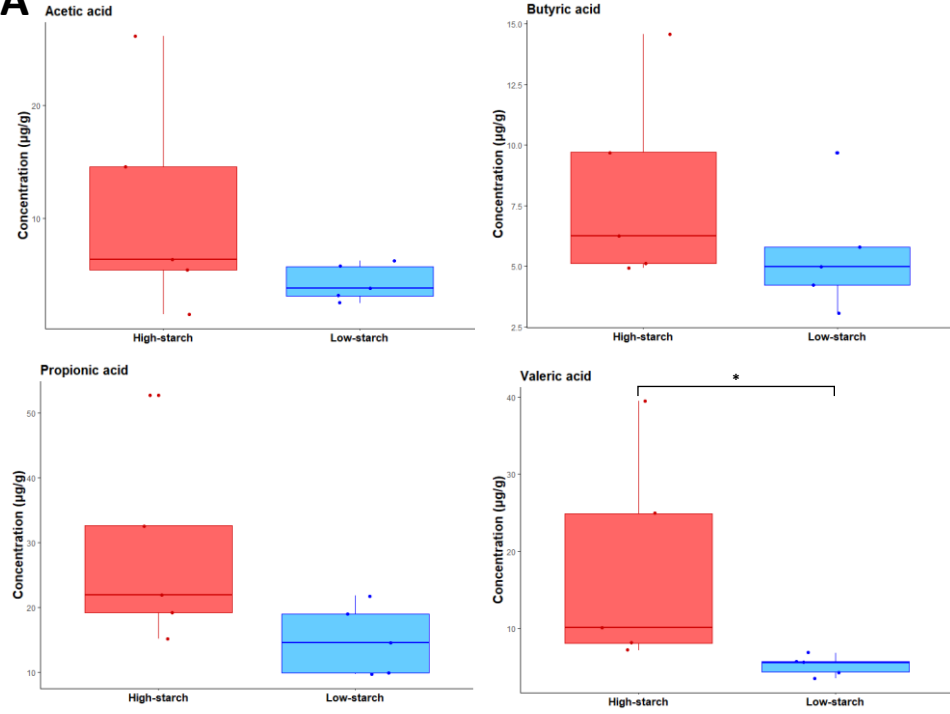 A
Acetic acid
Concentration (µg/g)
20
10
High-starch
Low-starch
Butyric acid
Concentration (µg/g)
15.0
12.5
10.0
7.5
5.0
2.5
High-starch
Low-starch
Propionic acid
Concentration (µg/g)
50
40
30
20
10
High-starch
Low-starch
Valeric acid
*
Concentration (µg/g)
40
30
20
10
High-starch
Low-starch